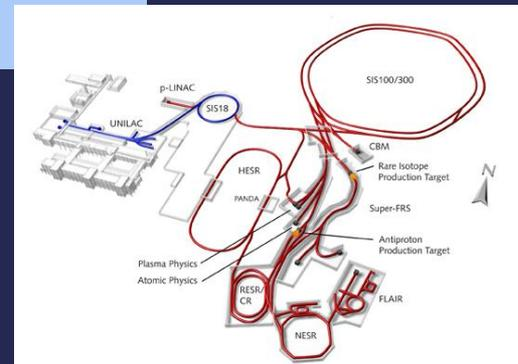 p-LINAC
SIS18
SIS100/300
UNILAC
CBM
Rare Isotope
Production Target
HESR
PANDA
N
Super-FRS
Plasma Physics
Atomic Physics
Antiproton
Production Target
RESR/
CR
FLAIR
NESR